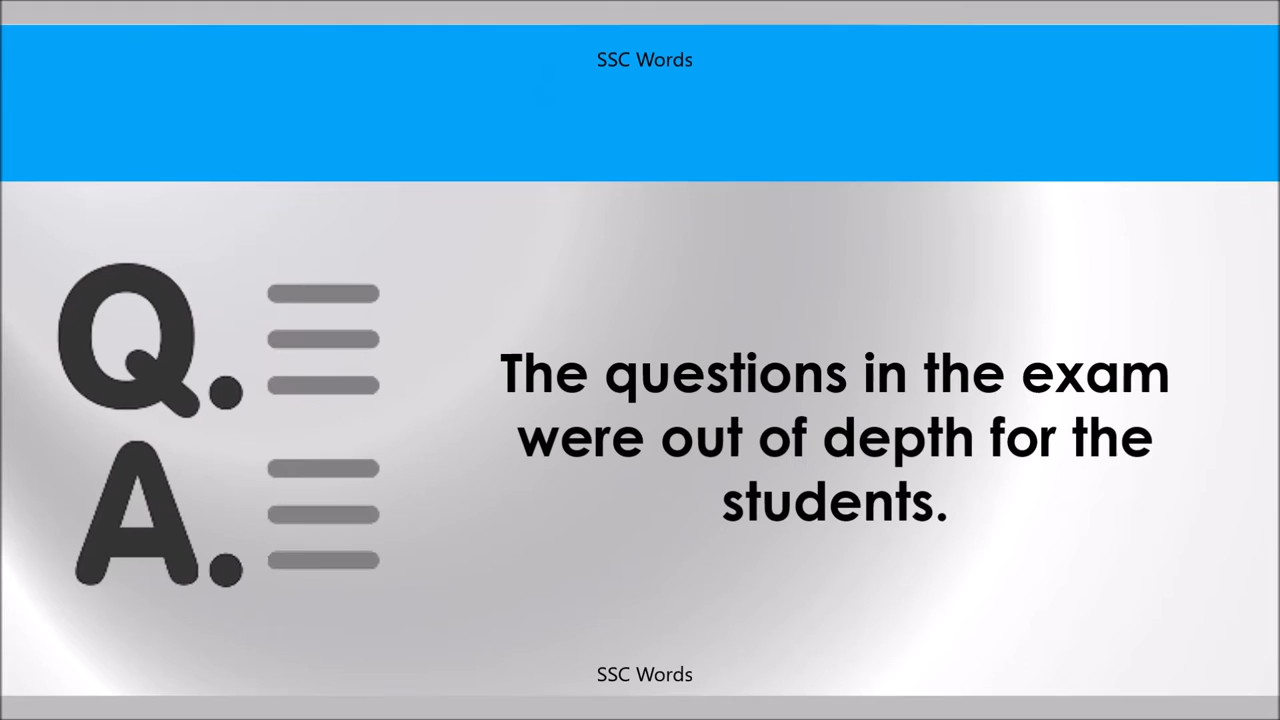 SSC Words
Q.
A.
The questions in the exam
were out of depth for the
students.
SSC Words